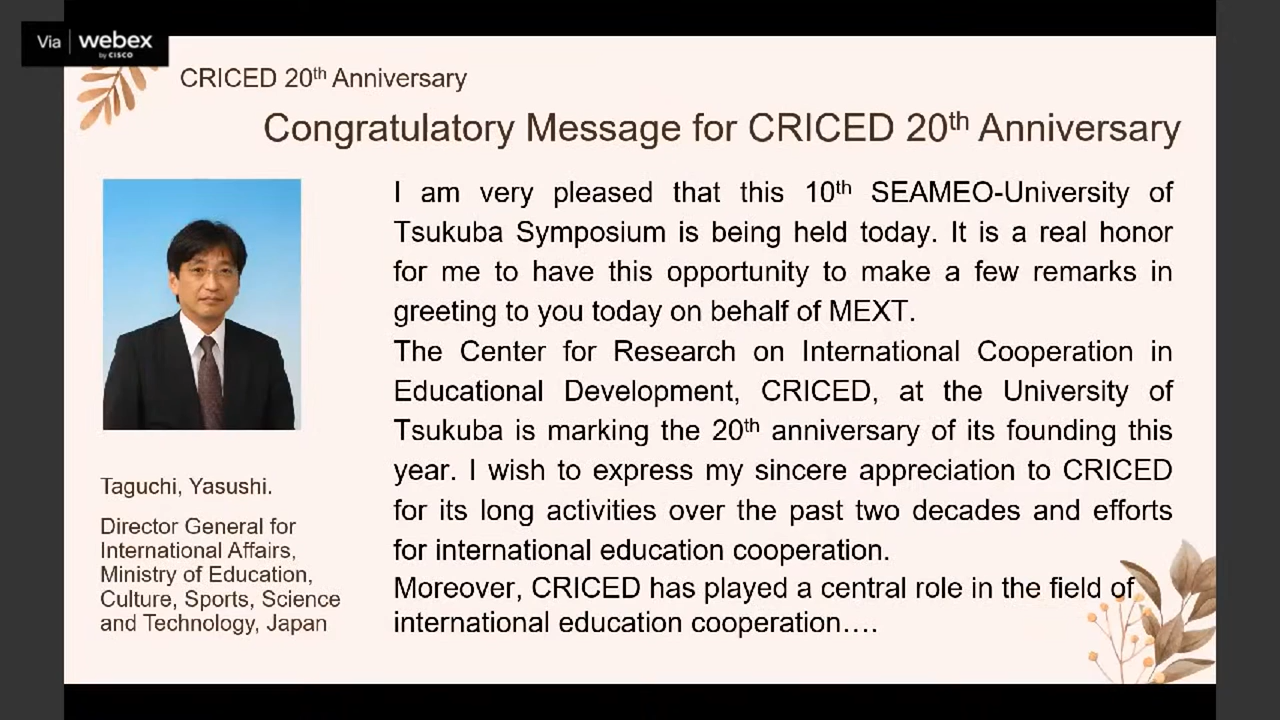 Via webex
by CISCO
CRICED 20th Anniversary
Congratulatory Message for CRICED 20th Anniversary
I am very pleased that this 10th SEAMEO-University of
Tsukuba Symposium is being held today. It is a real honor
for me to have this opportunity to make a few remarks in
greeting to you today on behalf of MEXT.
The Center for Research on International Cooperation in
Educational Development, CRICED, at the University of
Tsukuba is marking the 20th anniversary of its founding this
year. I wish to express my sincere appreciation to CRICED
for its long activities over the past two decades and efforts
for international education cooperation.
Moreover, CRICED has played a central role in the field of
international education cooperation….
Taguchi, Yasushi.
Director General for
International Affairs,
Ministry of Education,
Culture, Sports, Science
and Technology, Japan